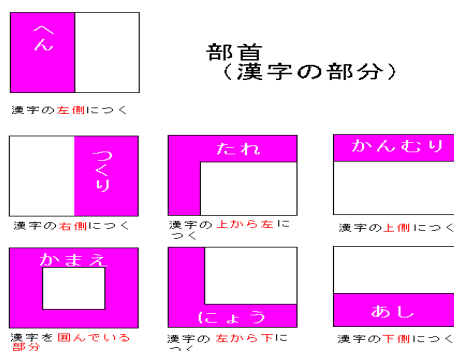 へん
部首
（漢字の部分）
漢字の左側につく
つくり
たれ
かんむり
漢字の右側につく
漢字の上から左に
つく
漢字の上側につく
かまえ
にょう
あし
漢字を囲んでいる
部分
漢字の左から下に
つく
漢字の下側につく